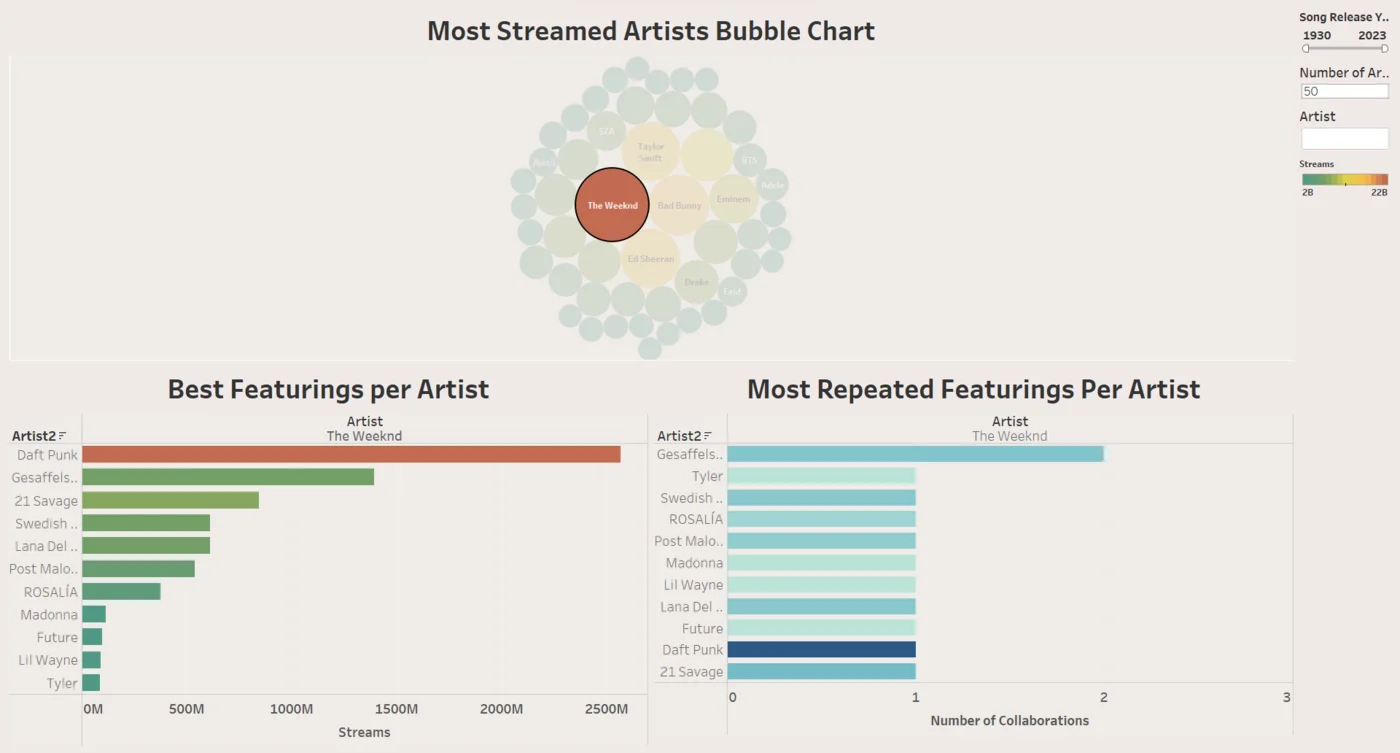 Most Streamed Artists Bubble Chart
Song Release Y..
1930 2023
Number of Ar..
50
Artist
Streams
2B 22B
SZA
Taylor
Swift
BTS
Adele
The Weeknd
Bad Bunny
Eminem
Ed Sheeran
Drake
Feid
Best Featurings per Artist
Artist
Artist2
The Weeknd
Daft Punk
Gesaffels..
21 Savage
Swedish ..
Lana Del ..
Post Malo..
ROSALÍA
Madonna
Future
Lil Wayne
Tyler
0M 500M 1000M 1500M 2000M 2500M
Streams
Most Repeated Featurings Per Artist
Artist
Artist2
The Weeknd
Gesaffels..
Tyler
Swedish ..
ROSALÍA
Post Malo..
Madonna
Lil Wayne
Lana Del ..
Future
Daft Punk
21 Savage
0 1 2 3
Number of Collaborations